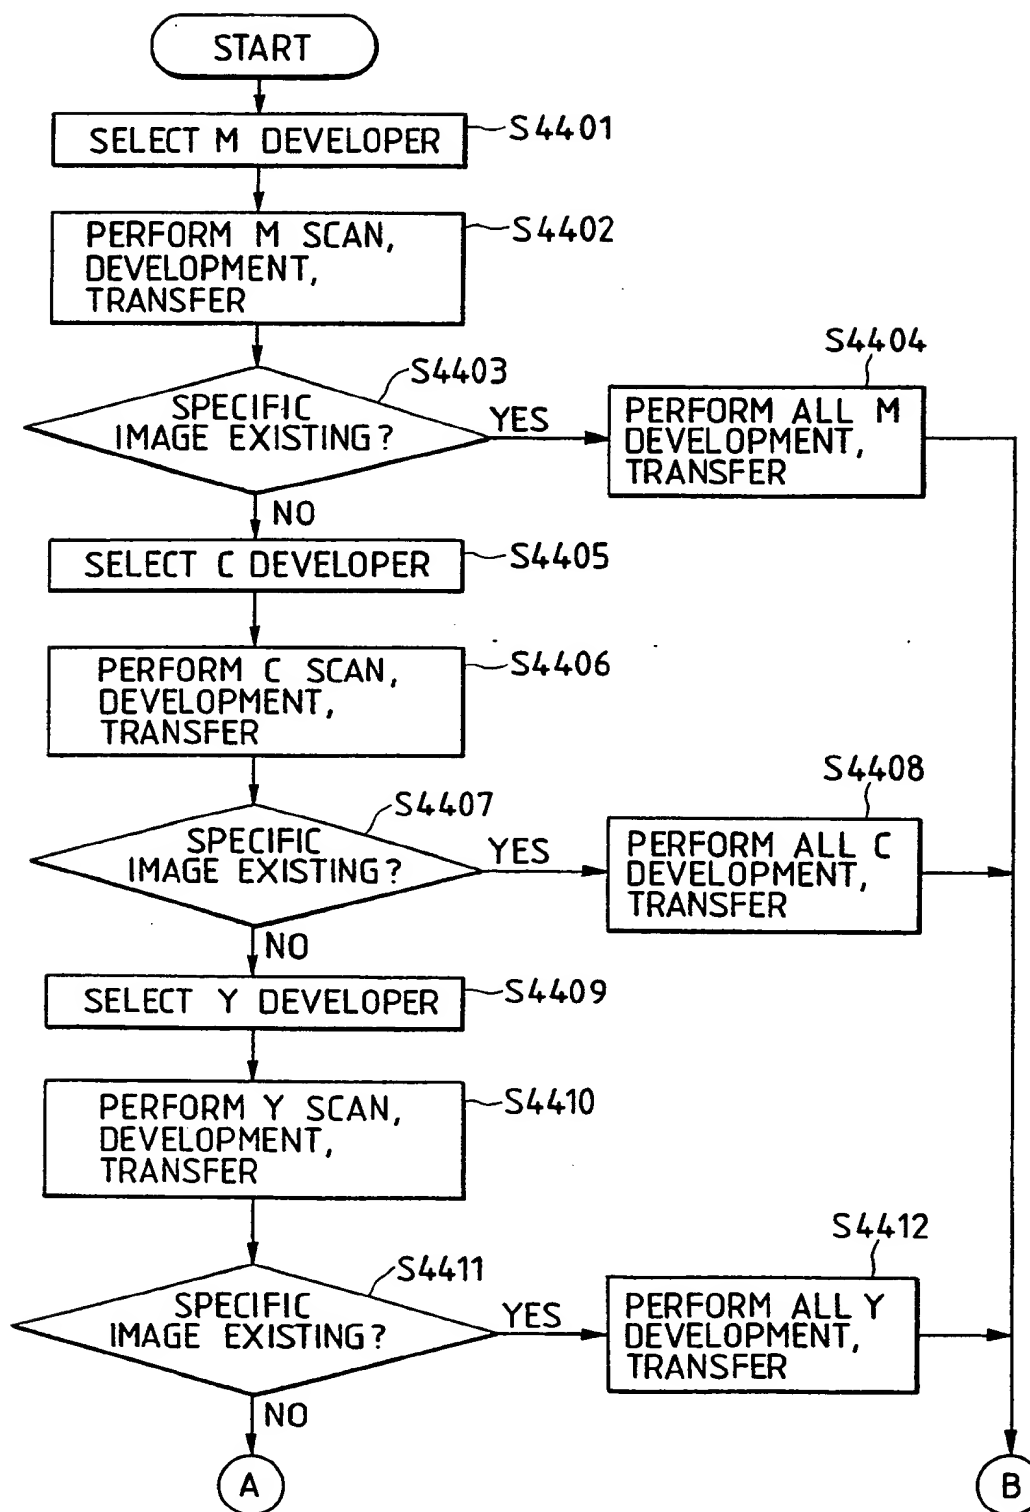 START
SELECT M DEVELOPER
S4401
PERFORM M SCAN,
DEVELOPMENT,
TRANSFER
S4402
S4403
SPECIFIC
IMAGE EXISTING?
YES
S4404
PERFORM ALL M
DEVELOPMENT,
TRANSFER
NO
SELECT C DEVELOPER
S4405
PERFORM C SCAN,
DEVELOPMENT,
TRANSFER
S4406
S4407
SPECIFIC
IMAGE EXISTING?
YES
S4408
PERFORM ALL C
DEVELOPMENT,
TRANSFER
NO
SELECT Y DEVELOPER
S4409
PERFORM Y SCAN,
DEVELOPMENT,
TRANSFER
S4410
S4411
SPECIFIC
IMAGE EXISTING?
YES
S4412
PERFORM ALL Y
DEVELOPMENT,
TRANSFER
NO
A
B